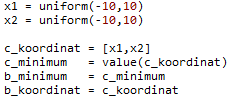 x1 = uniform(-10,10)
x2 = uniform(-10,10)
c_koordinat = [x1,x2]
c_minimum = value(c_koordinat)
b_minimum = c_minimum
b_koordinat = c_koordinat